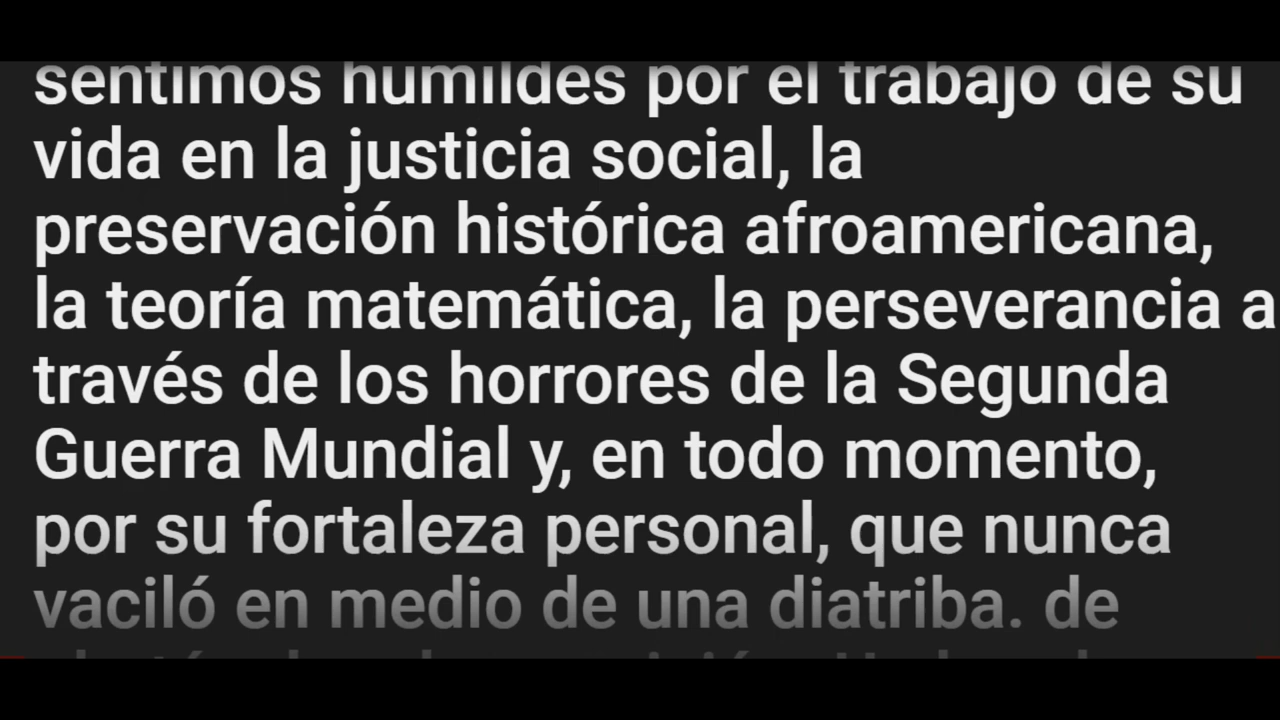 sentimos humildes por el trabajo de su
vida en la justicia social, la
preservación histórica afroamericana,
la teoría matemática, la perseverancia a
través de los horrores de la Segunda
Guerra Mundial y, en todo momento,
por su fortaleza personal, que nunca
vaciló en medio de una diatriba. de